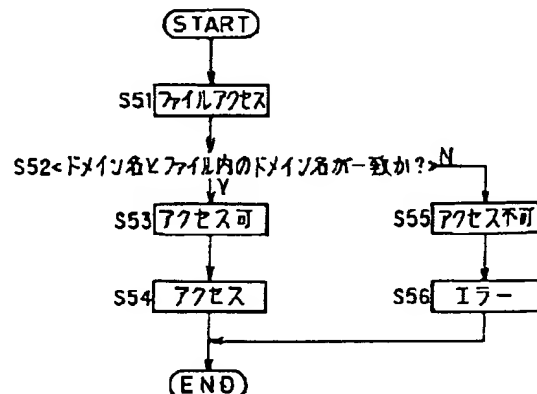 START
S51 ファイルアクセス
S52<ドメイン名とファイル内のドメイン名が一致か?> N
Y
S53 アクセス可
S55 アクセス不可
S54 アクセス
S56 エラー
END